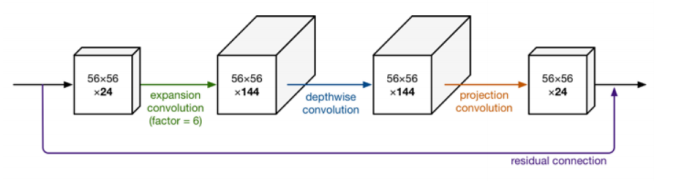 56×56
×24
expansion
convolution
(factor = 6)
56×56
×144
depthwise
convolution
56×56
×144
projection
convolution
56×56
×24
residual connection